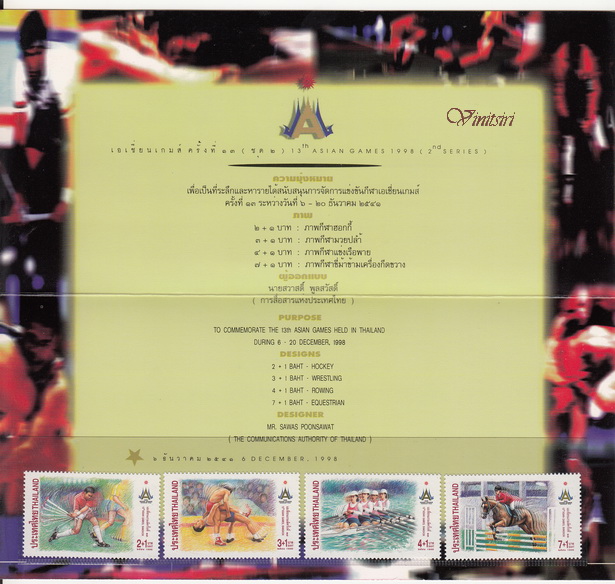 A
Vinitsiri
เอเชี่ยนเกมส์ ครั้งที่ ๑๓ ( ชุด ๒ ) 13th ASIAN GAMES 1998 ( 2nd SERIES )
ความมุ่งหมาย
เพื่อเป็นที่ระลึกและหารายได้สนับสนุนการจัดการแข่งขันกีฬาเอเชี่ยนเกมส์
ครั้งที่ ๑๓ ระหว่างวันที่ ๖ - ๒๐ ธันวาคม ๒๕๔๑
ภาพ
๒ + ๑ บาท : ภาพกีฬาฮอกกี้
๓ + ๑ บาท : ภาพกีฬามวยปล้ำ
๔ + ๑ บาท : ภาพกีฬาแข่งเรือพาย
๗ + ๑ บาท : ภาพกีฬาขี่ม้าข้ามเครื่องกีดขวาง
ผู้ออกแบบ
นายสวาสดิ์ พูลสวัสดิ์
( การสื่อสารแห่งประเทศไทย )
PURPOSE
TO COMMEMORATE THE 13th ASIAN GAMES HELD IN THAILAND
DURING 6 - 20 DECEMBER, 1998
DESIGNS
2 + 1 BAHT - HOCKEY
3 + 1 BAHT - WRESTLING
4 + 1 BAHT - ROWING
7 + 1 BAHT - EQUESTRIAN
DESIGNER
MR. SAWAS POONSAWAT
( THE COMMUNICATIONS AUTHORITY OF THAILAND )
๖ ธันวาคม ๒๕๔๑ 6 DECEMBER, 1998
ประเทศไทย THAILAND
2+1
ประเทศไทย THAILAND
3+1
ประเทศไทย THAILAND
4+1
ประเทศไทย THAILAND
7+1